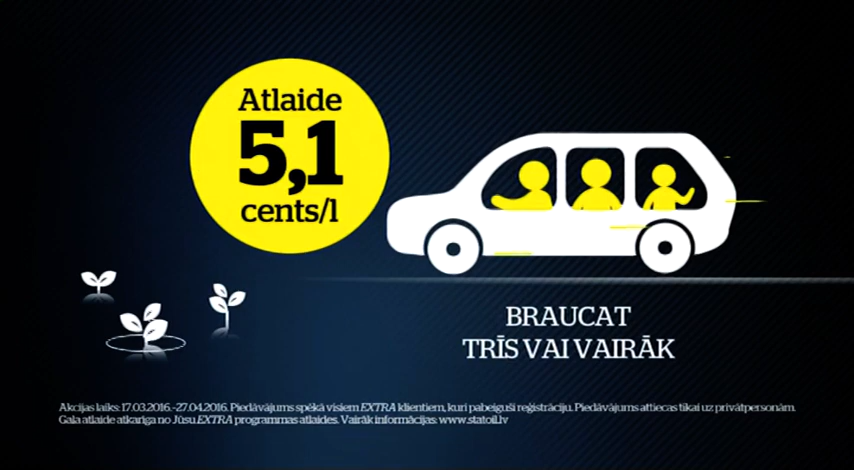 Atlaide
5,1
cents/l
BRAUCAT
TRĪS VAI VAIRĀK
Akcijas laiks: 17.03.2016.-27.04.2016. Piedāvājums spēkā visiem EXTRA klientiem, kuri pabeiguši reģistrāciju. Piedāvājums attiecas tikai uz privātpersonām.
Gala atlaide atkarīga no Jūsu EXTRA programmas atlaides. Vairāk informācijas: www.statoil.lv